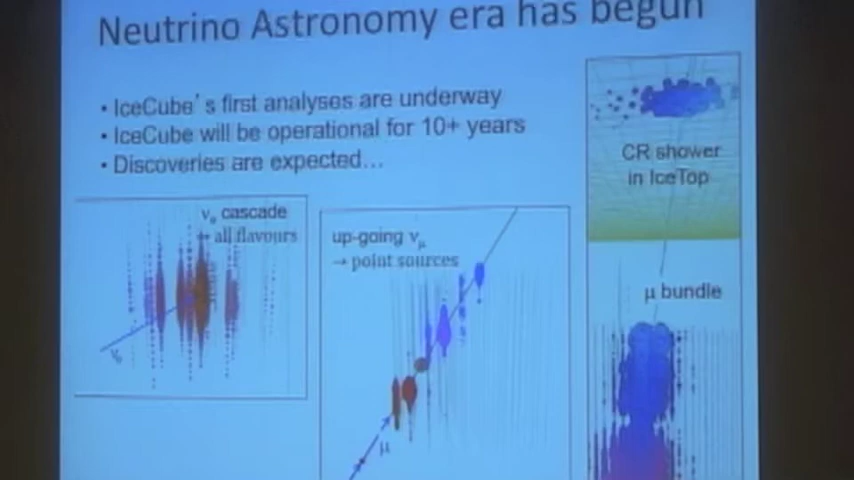 Neutrino Astronomy era has begun
• IceCube's first analyses are underway
• IceCube will be operational for 10+ years
• Discoveries are expected…
νe cascade
→ all flavours
νe
up-going νμ
→ point sources
μ
CR shower
in IceTop
μ bundle